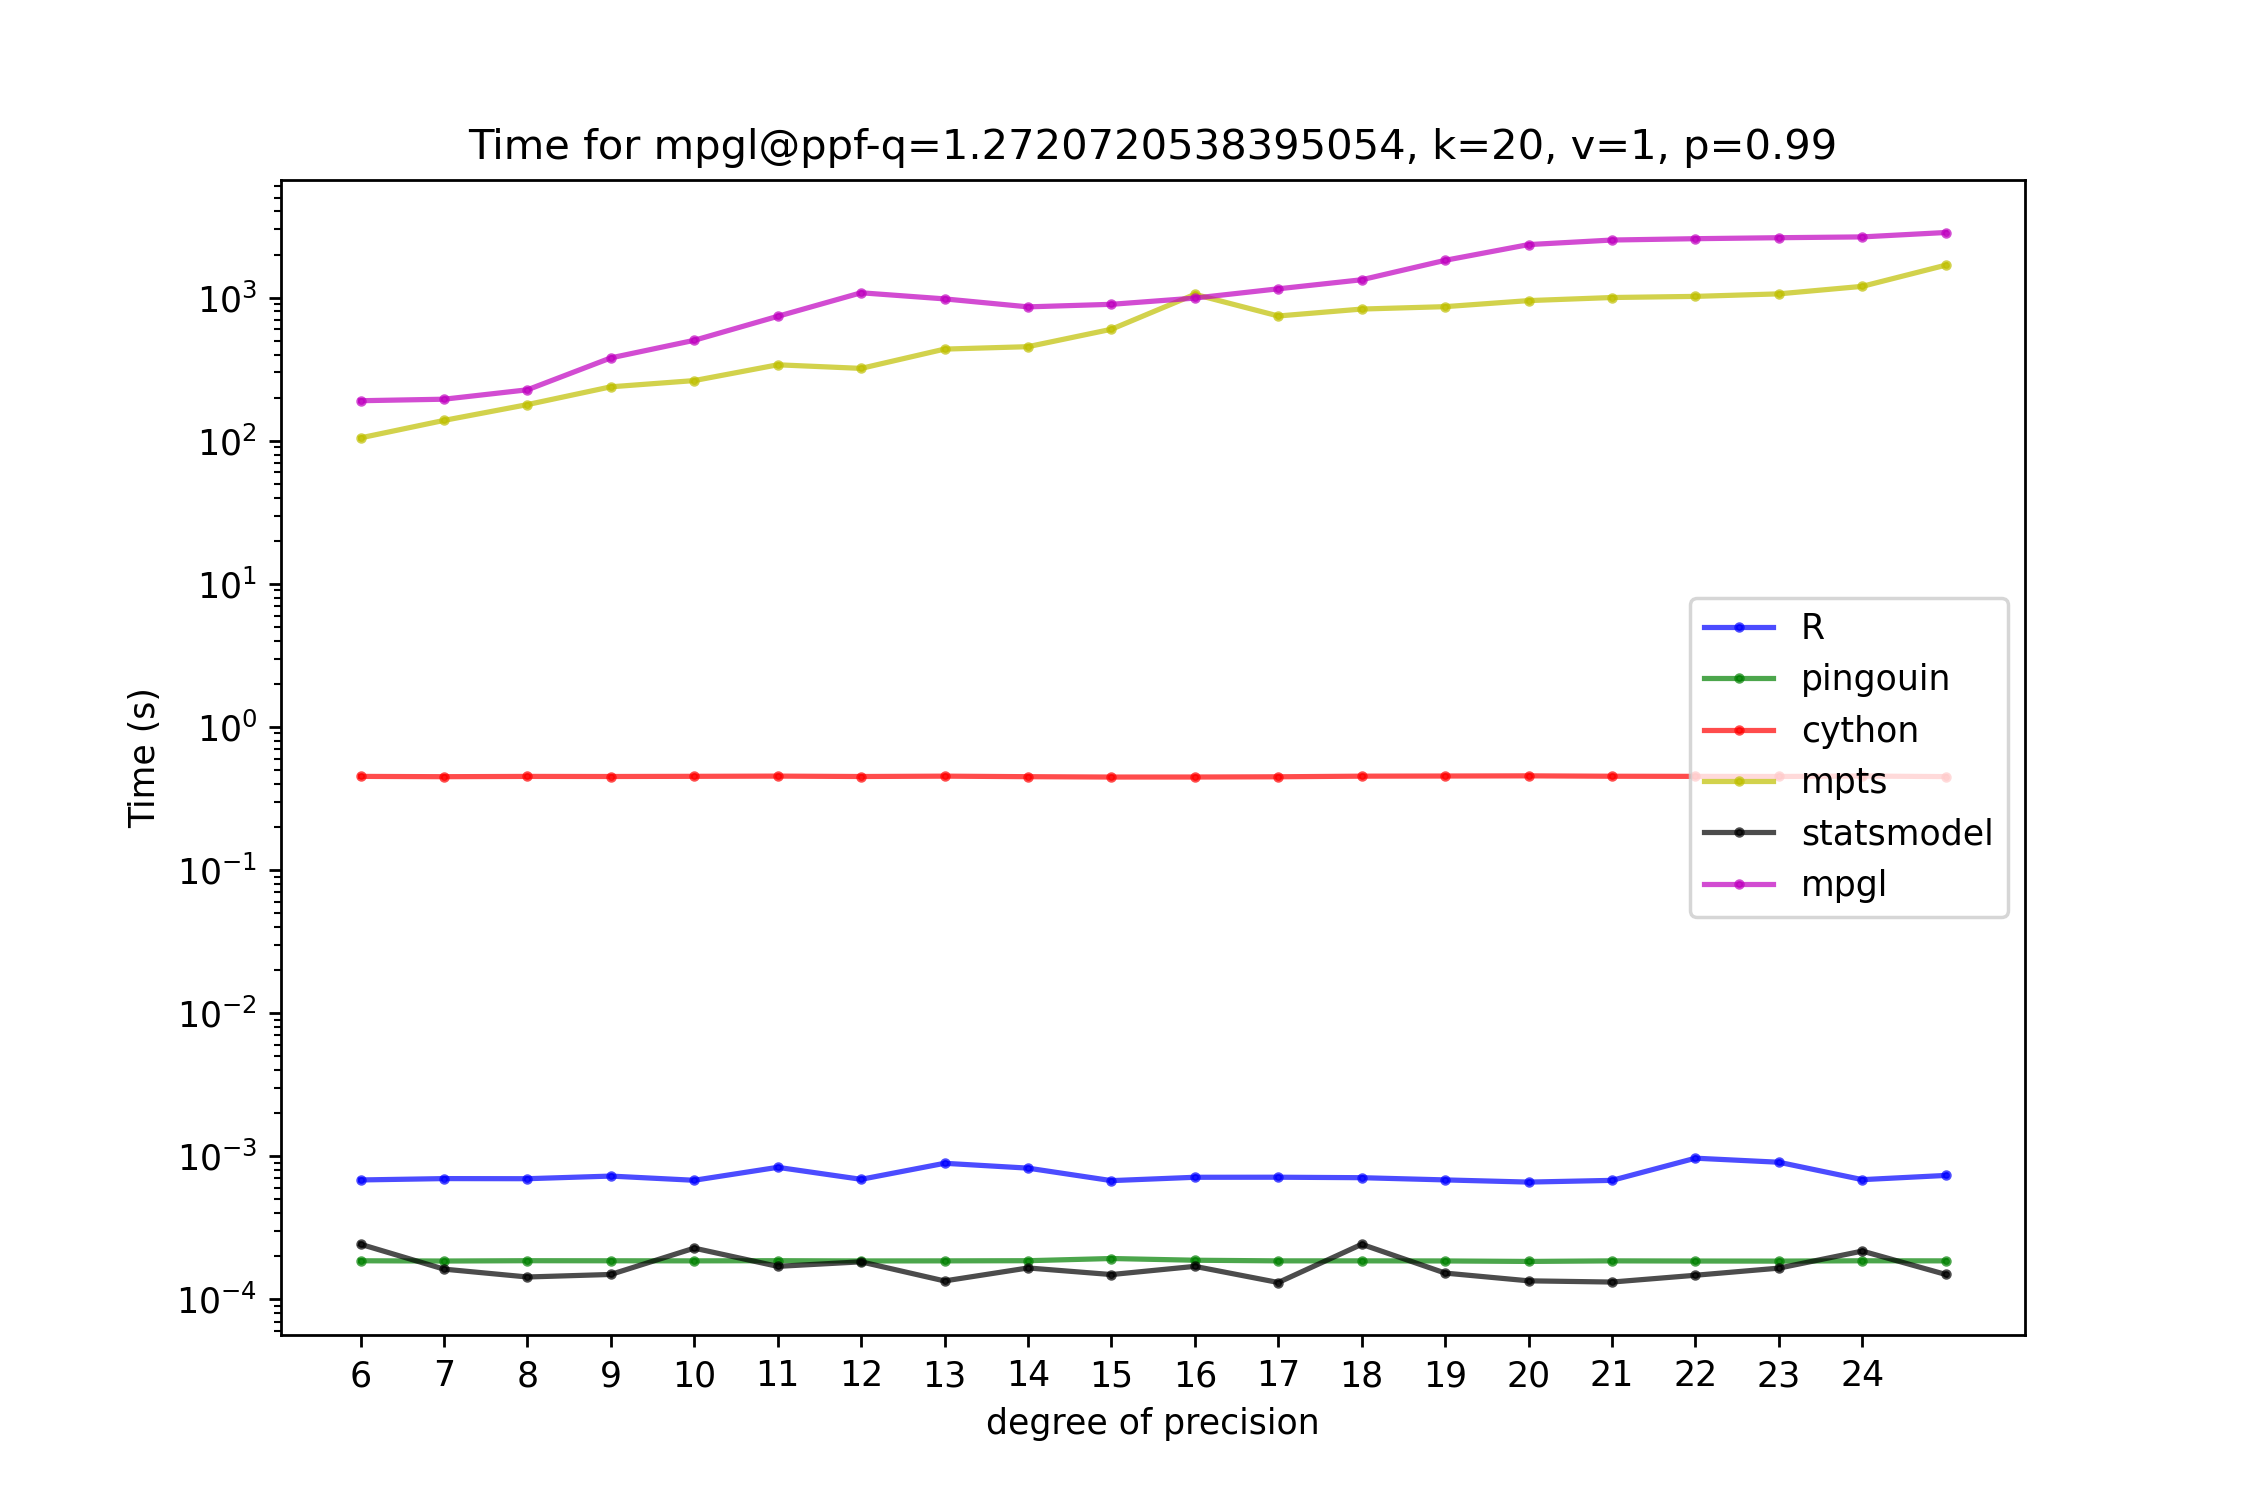 Time for mpgl@ppf-q=1.2720720538395054, k=20, v=1, p=0.99
10³
10²
10¹
10⁰
10⁻¹
10⁻²
10⁻³
10⁻⁴
Time (s)
R
pingouin
cython
mpts
statsmodel
mpgl
6 7 8 9 10 11 12 13 14 15 16 17 18 19 20 21 22 23 24
degree of precision